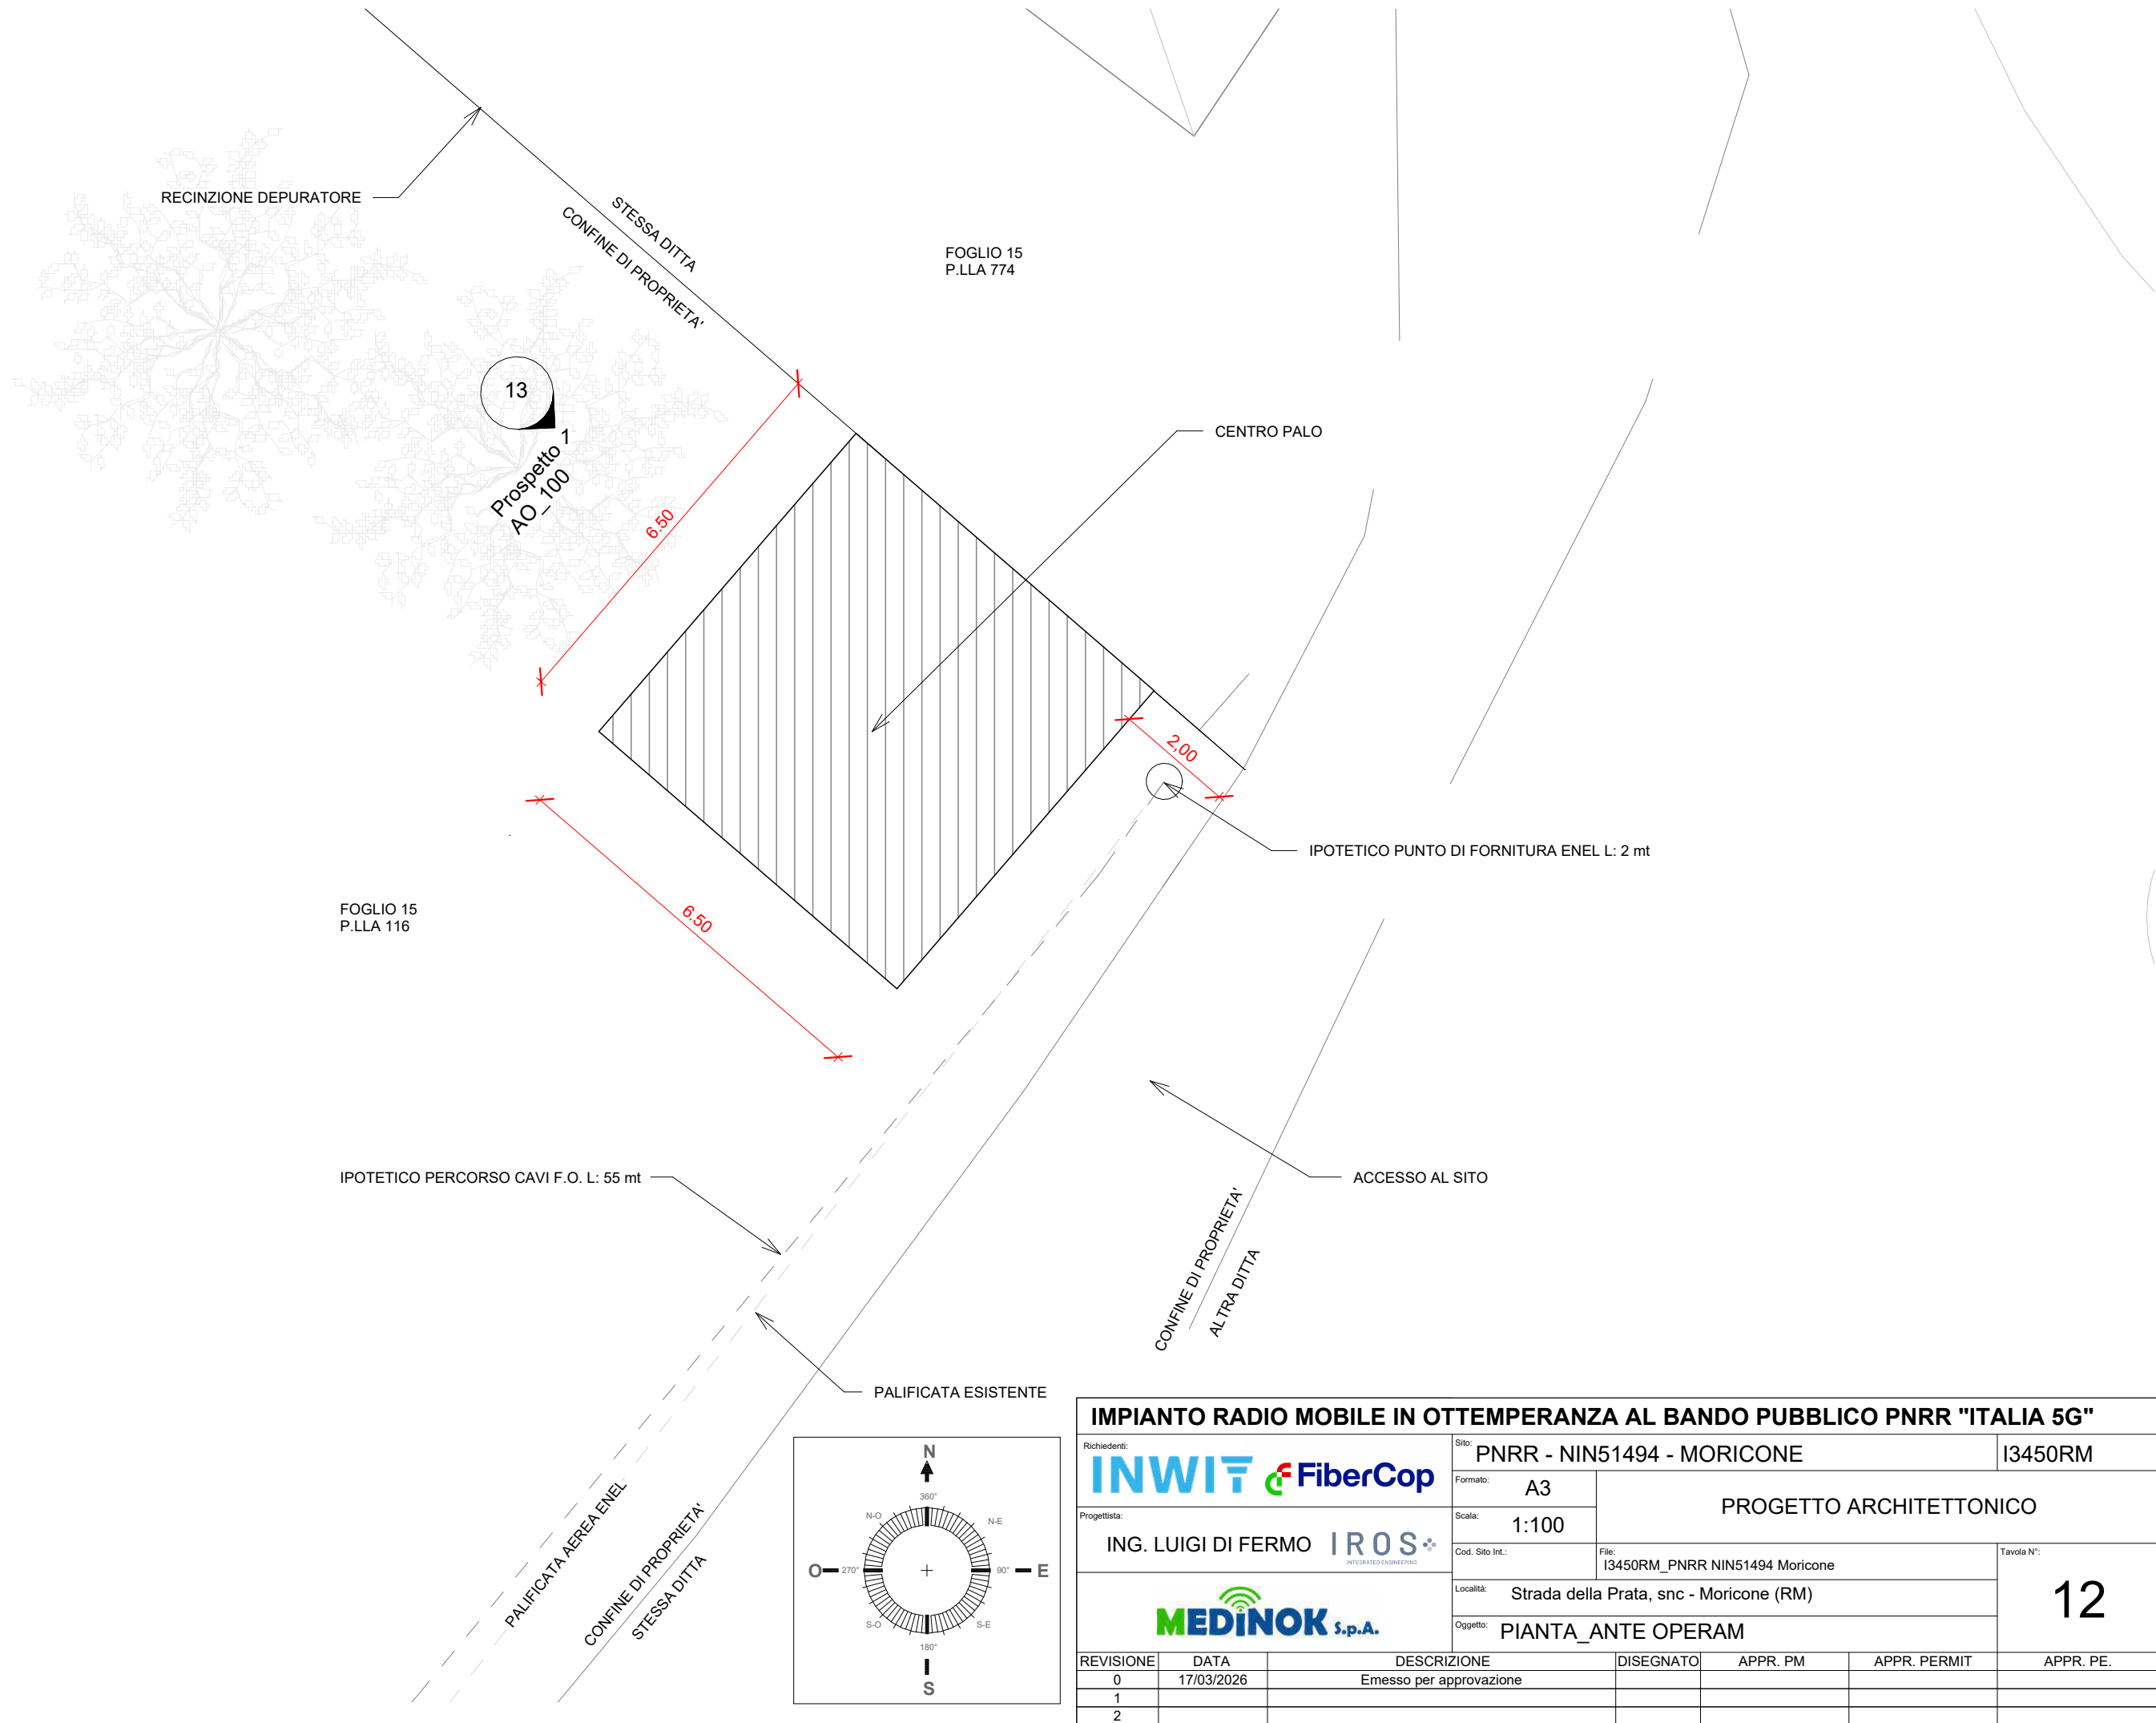 RECINZIONE DEPURATORE
STESSA DITTA
CONFINE DI PROPRIETA'
FOGLIO 15
P.LLA 774
13
Prospetto 1
AO_100
6.50
CENTRO PALO
2,00
IPOTETICO PUNTO DI FORNITURA ENEL L: 2 mt
6.50
FOGLIO 15
P.LLA 116
IPOTETICO PERCORSO CAVI F.O. L: 55 mt
ACCESSO AL SITO
CONFINE DI PROPRIETA'
ALTRA DITTA
PALIFICATA ESISTENTE
PALIFICATA AEREA ENEL
CONFINE DI PROPRIETA'
STESSA DITTA
N
360°
N-O
N-E
O
270°
90°
E
S-O
S-E
180°
S
IMPIANTO RADIO MOBILE IN OTTEMPERANZA AL BANDO PUBBLICO PNRR "ITALIA 5G"
Richiedenti:
INWIT FiberCop
Sito: PNRR - NIN51494 - MORICONE I3450RM
Formato: A3
PROGETTO ARCHITETTONICO
Scala: 1:100
Progettista:
ING. LUIGI DI FERMO IROS
INTEGRATED ENGINEERING
Cod. Sito Int.:
File:
I3450RM_PNRR NIN51494 Moricone
Tavola N°:
12
Località: Strada della Prata, snc - Moricone (RM)
MEDINOK S.p.A.
Oggetto: PIANTA_ANTE OPERAM
REVISIONE DATA DESCRIZIONE DISEGNATO APPR. PM APPR. PERMIT APPR. PE.
0 17/03/2026 Emesso per approvazione
1
2